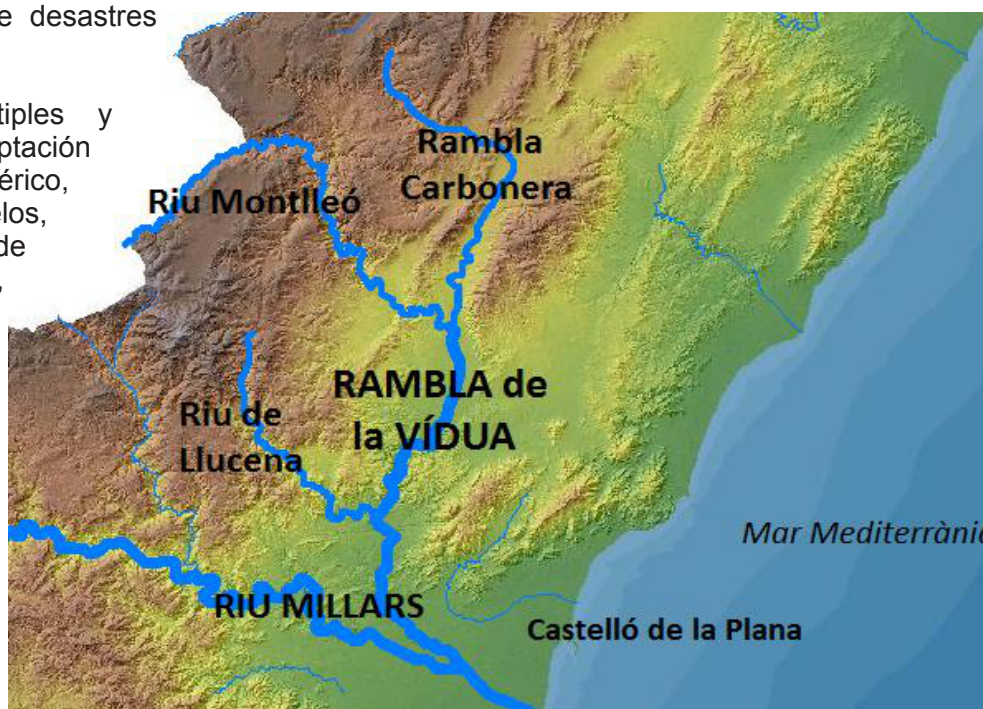 e desastres
tiples y
ptación
érico,
elos,
de
,
Rambla
Carbonera
Riu Montlleó
RAMBLA de
la VÍDUA
Riu de
Llucena
Mar Mediterràni
RIU MILLARS
Castelló de la Plana